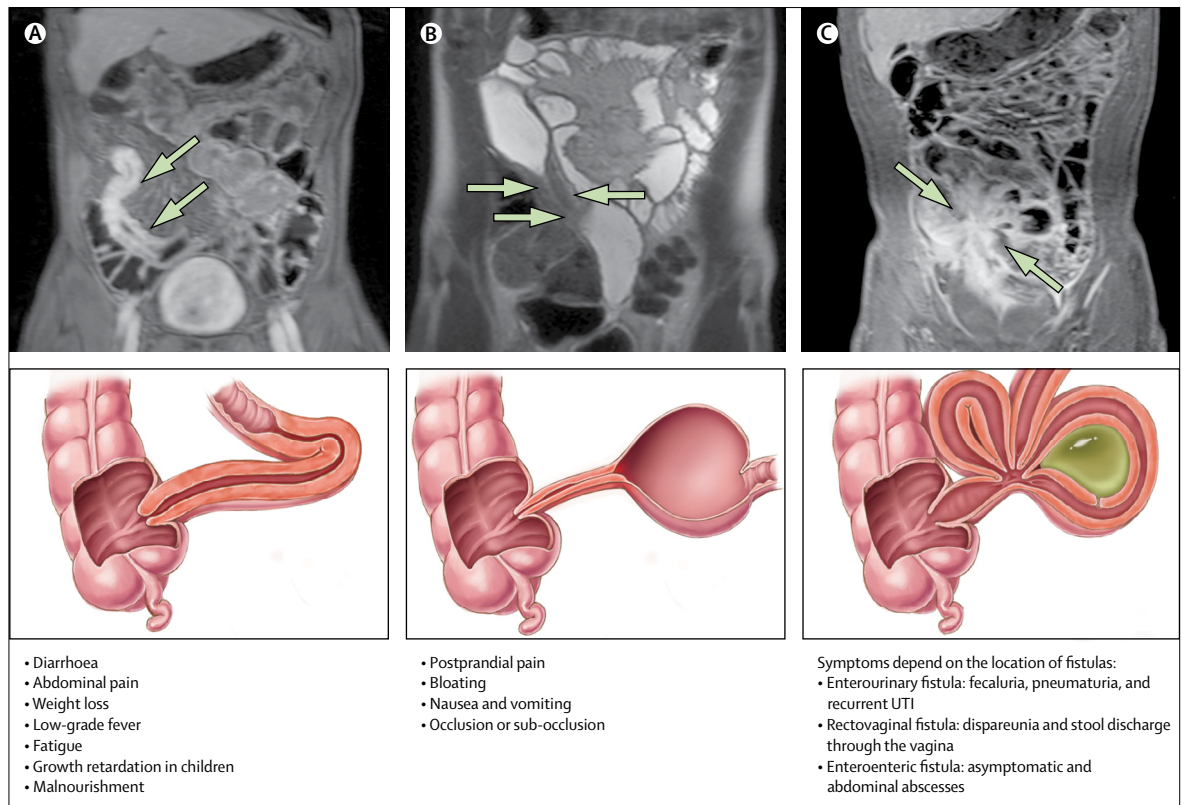 A
B
C
• Diarrhoea
• Abdominal pain
• Weight loss
• Low-grade fever
• Fatigue
• Growth retardation in children
• Malnourishment
• Postprandial pain
• Bloating
• Nausea and vomiting
• Occlusion or sub-occlusion
Symptoms depend on the location of fistulas:
• Enterourinary fistula: fecaluria, pneumaturia, and
recurrent UTI
• Rectovaginal fistula: dispareunia and stool discharge
through the vagina
• Enteroenteric fistula: asymptomatic and
abdominal abscesses